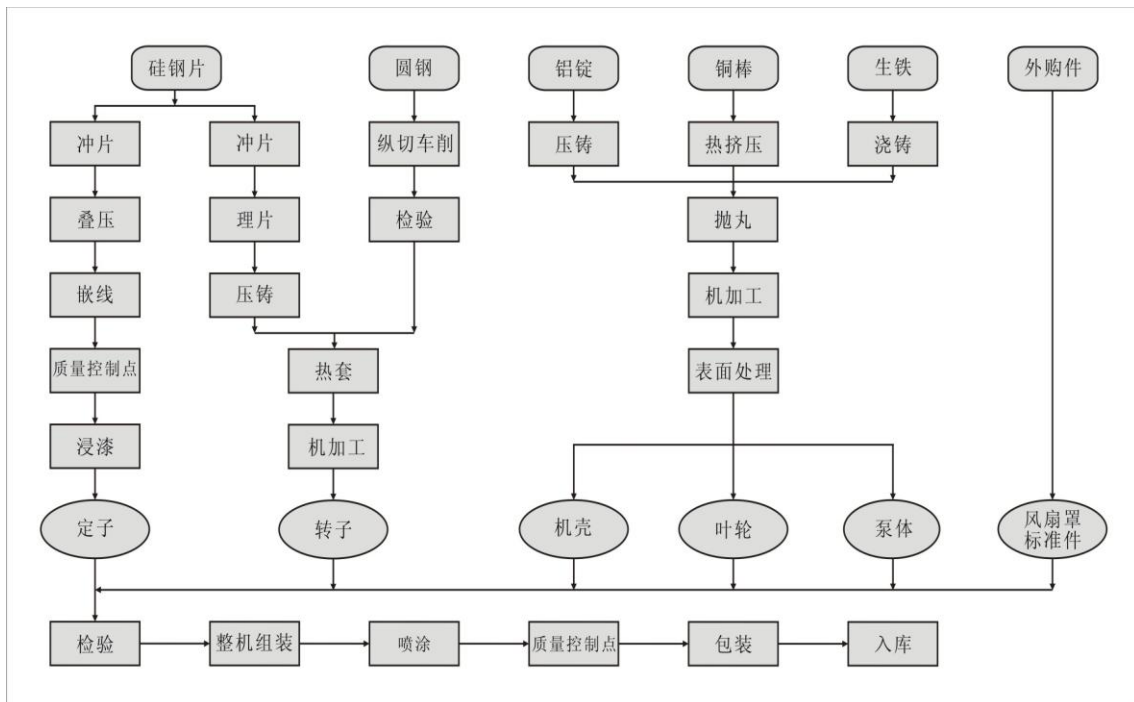 硅钢片
圆钢
铝锭
铜棒
生铁
外购件
冲片
冲片
纵切车削
压铸
热挤压
浇铸
叠压
理片
检验
抛丸
嵌线
压铸
机加工
质量控制点
热套
表面处理
浸漆
机加工
定子
转子
机壳
叶轮
泵体
风扇罩
标准件
检验
整机组装
喷涂
质量控制点
包装
入库